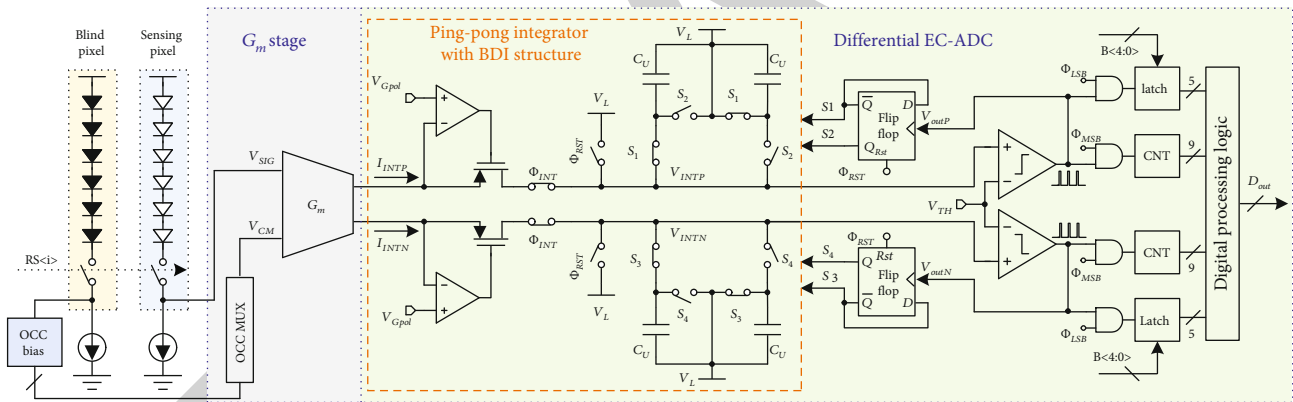 Blind
pixel
Sensing
pixel
G_m stage
Ping-pong integrator
with BDI structure
Differential EC-ADC
RS<i>
OCC
bias
OCC MUX
V_SIG
V_CM
G_m
V_Gpol
+
−
I_INTP
Φ_INT
V_L
Φ_RST
V_L
C_U
C_U
S_2
S_1
S_1
S_2
V_INTP
I_INTN
−
+
V_Gpol
Φ_INT
Φ_RST
V_L
V_INTN
S_3
S_4
S_4
S_3
C_U
C_U
V_L
S1
S2
Q̅
D
Flip
flop
Q_Rst
Φ_RST
V_outP
Φ_RST
S_4
S3
Rst
Q
Flip
flop
Q̅
D
V_outN
+
−
V_TH
−
+
B<4:0>
Φ_LSB
latch
5
Φ_MSB
CNT
9
Φ_MSB
CNT
9
Φ_LSB
Latch
5
B<4:0>
Digital processing logic
D_out